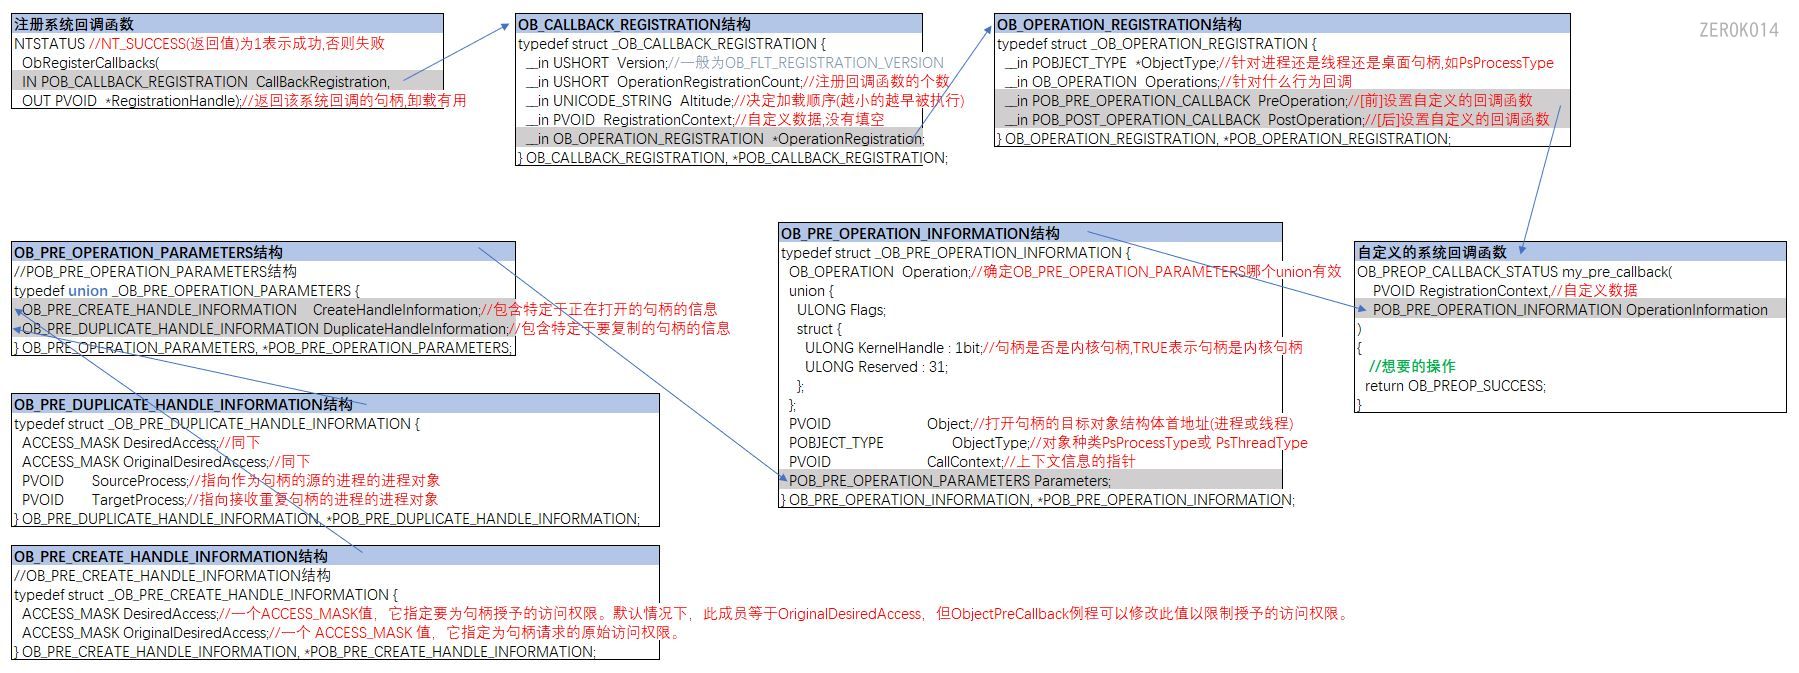 注册系统回调函数
NTSTATUS //NT_SUCCESS(返回值)为1表示成功,否则失败
ObRegisterCallbacks(
IN POB_CALLBACK_REGISTRATION CallBackRegistration,
OUT PVOID *RegistrationHandle);//返回该系统回调的句柄,卸载有用
OB_CALLBACK_REGISTRATION结构
typedef struct _OB_CALLBACK_REGISTRATION {
__in USHORT Version;//一般为OB_FLT_REGISTRATION_VERSION
__in USHORT OperationRegistrationCount;//注册回调函数的个数
__in UNICODE_STRING Altitude;//决定加载顺序(越小的越早被执行)
__in PVOID RegistrationContext;//自定义数据,没有填空
__in OB_OPERATION_REGISTRATION *OperationRegistration;
} OB_CALLBACK_REGISTRATION, *POB_CALLBACK_REGISTRATION;
OB_OPERATION_REGISTRATION结构
typedef struct _OB_OPERATION_REGISTRATION {
__in POBJECT_TYPE *ObjectType;//针对进程还是线程还是桌面句柄,如PsProcessType
__in OB_OPERATION Operations;//针对什么行为回调
__in POB_PRE_OPERATION_CALLBACK PreOperation;//[前]设置自定义的回调函数
__in POB_POST_OPERATION_CALLBACK PostOperation;//[后]设置自定义的回调函数
} OB_OPERATION_REGISTRATION, *POB_OPERATION_REGISTRATION;
ZER0K014
OB_PRE_OPERATION_PARAMETERS结构
//POB_PRE_OPERATION_PARAMETERS结构
typedef union _OB_PRE_OPERATION_PARAMETERS {
OB_PRE_CREATE_HANDLE_INFORMATION CreateHandleInformation;//包含特定于正在打开的句柄的信息
OB_PRE_DUPLICATE_HANDLE_INFORMATION DuplicateHandleInformation;//包含特定于要复制的句柄的信息
} OB_PRE_OPERATION_PARAMETERS, *POB_PRE_OPERATION_PARAMETERS;
OB_PRE_OPERATION_INFORMATION结构
typedef struct _OB_PRE_OPERATION_INFORMATION {
OB_OPERATION Operation;//确定OB_PRE_OPERATION_PARAMETERS哪个union有效
union {
ULONG Flags;
struct {
ULONG KernelHandle : 1bit;//句柄是否是内核句柄,TRUE表示句柄是内核句柄
ULONG Reserved : 31;
};
};
PVOID Object;//打开句柄的目标对象结构体首地址(进程或线程)
POBJECT_TYPE ObjectType;//对象种类PsProcessType或 PsThreadType
PVOID CallContext;//上下文信息的指针
POB_PRE_OPERATION_PARAMETERS Parameters;
} OB_PRE_OPERATION_INFORMATION, *POB_PRE_OPERATION_INFORMATION;
自定义的系统回调函数
OB_PREOP_CALLBACK_STATUS my_pre_callback(
PVOID RegistrationContext,//自定义数据
POB_PRE_OPERATION_INFORMATION OperationInformation
)
{
//想要的操作
return OB_PREOP_SUCCESS;
}
OB_PRE_DUPLICATE_HANDLE_INFORMATION结构
typedef struct _OB_PRE_DUPLICATE_HANDLE_INFORMATION {
ACCESS_MASK DesiredAccess;//同下
ACCESS_MASK OriginalDesiredAccess;//同下
PVOID SourceProcess;//指向作为句柄的源的进程的进程对象
PVOID TargetProcess;//指向接收重复句柄的进程的进程对象
} OB_PRE_DUPLICATE_HANDLE_INFORMATION, *POB_PRE_DUPLICATE_HANDLE_INFORMATION;
OB_PRE_CREATE_HANDLE_INFORMATION结构
//OB_PRE_CREATE_HANDLE_INFORMATION结构
typedef struct _OB_PRE_CREATE_HANDLE_INFORMATION {
ACCESS_MASK DesiredAccess;//一个ACCESS_MASK值，它指定要为句柄授予的访问权限。默认情况下，此成员等于OriginalDesiredAccess，但ObjectPreCallback例程可以修改此值以限制授予的访问权限。
ACCESS_MASK OriginalDesiredAccess;//一个 ACCESS_MASK 值，它指定为句柄请求的原始访问权限。
} OB_PRE_CREATE_HANDLE_INFORMATION, *POB_PRE_CREATE_HANDLE_INFORMATION;